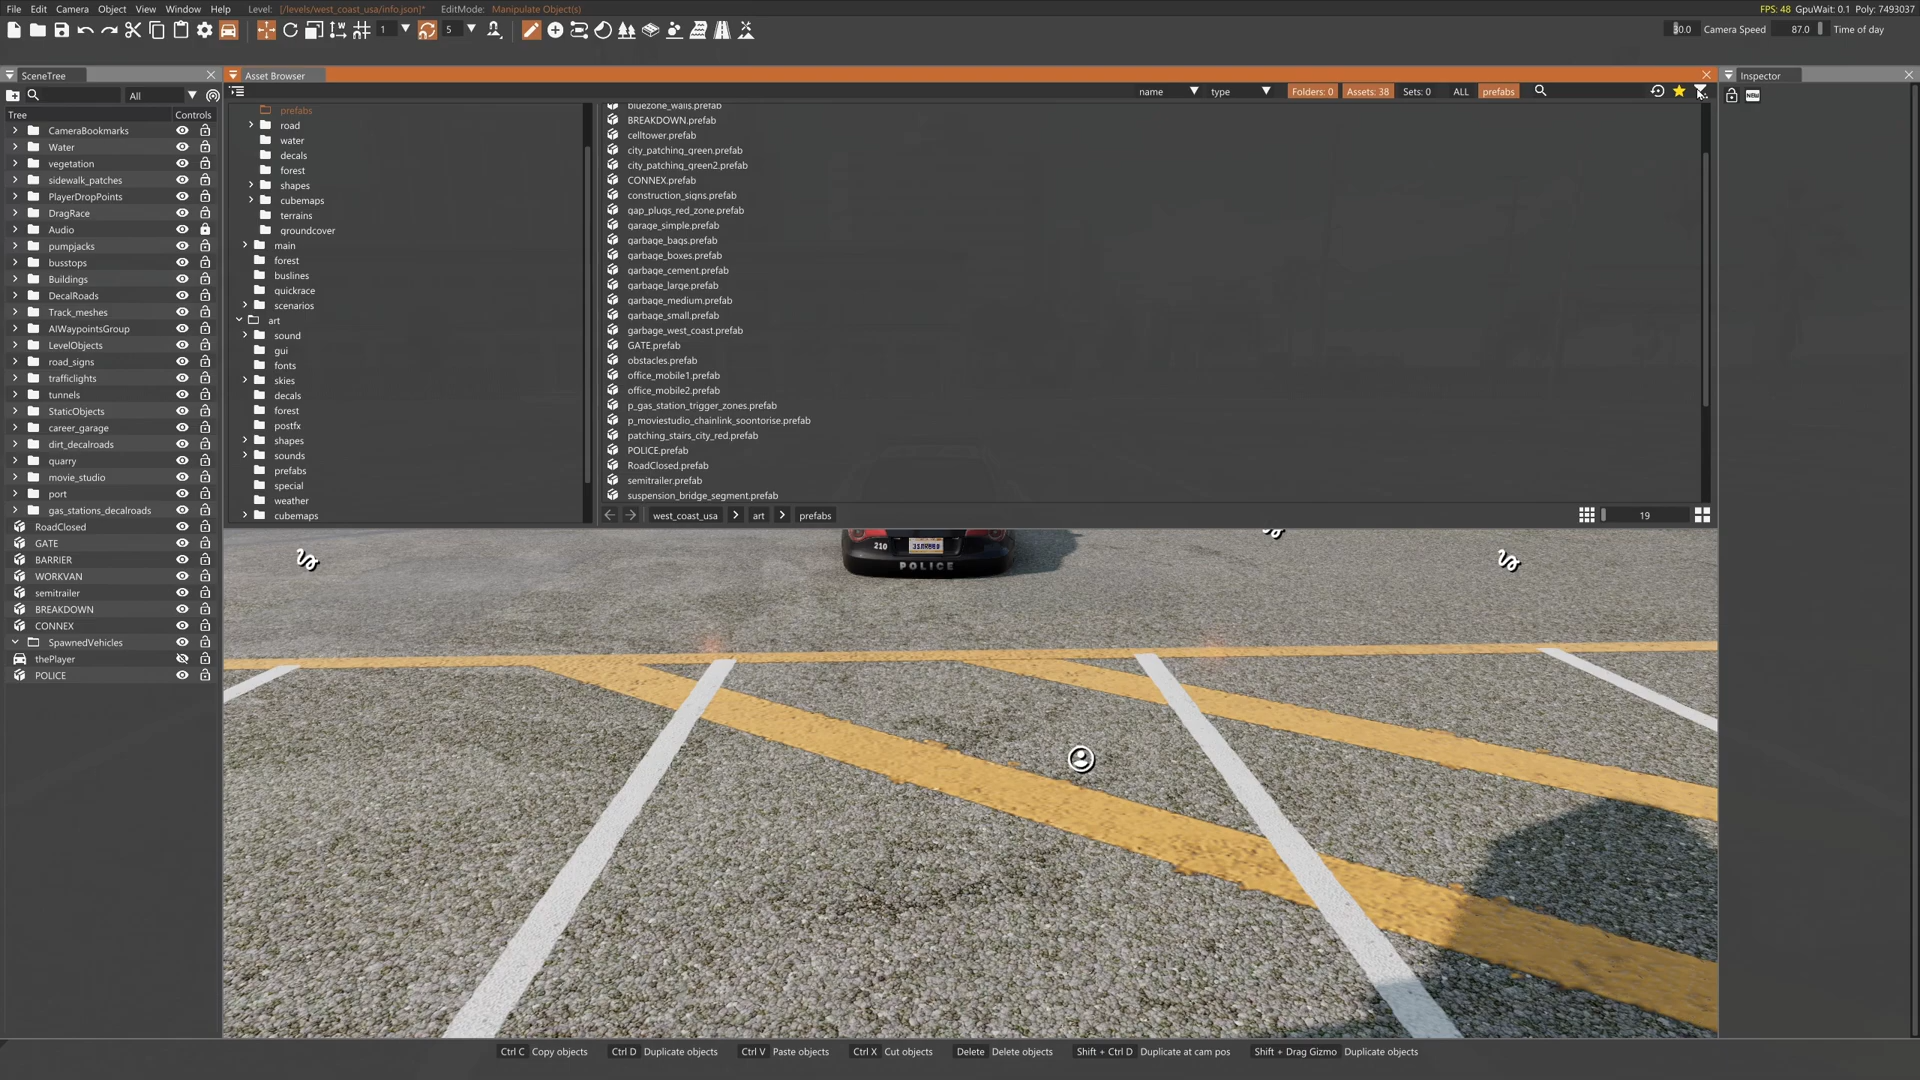 File Edit Camera Object View Window Help Level: [/levels/west_coast_usa/info.json]* EditMode: Manipulate Object(s) FPS: 48 GpuWait: 0.1 Poly: 7493037
1 5 30.0 Camera Speed 87.0 Time of day
SceneTree
All
Tree Controls
CameraBookmarks
Water
vegetation
sidewalk_patches
PlayerDropPoints
DragRace
Audio
pumpjacks
busstops
Buildings
DecalRoads
Track_meshes
AIWaypointsGroup
LevelObjects
road_signs
trafficlights
tunnels
StaticObjects
career_garage
dirt_decalroads
quarry
movie_studio
port
gas_stations_decalroads
RoadClosed
GATE
BARRIER
WORKVAN
semitrailer
BREAKDOWN
CONNEX
SpawnedVehicles
thePlayer
POLICE
Asset Browser
name type Folders: 0 Assets: 38 Sets: 0 ALL prefabs
prefabs
road
water
decals
forest
shapes
cubemaps
terrains
groundcover
main
forest
buslines
quickrace
scenarios
art
sound
gui
fonts
skies
decals
forest
postfx
shapes
sounds
prefabs
special
weather
cubemaps
bluezone_walls.prefab
BREAKDOWN.prefab
celltower.prefab
city_patching_green.prefab
city_patching_green2.prefab
CONNEX.prefab
construction_signs.prefab
gap_plugs_red_zone.prefab
garage_simple.prefab
garbage_bags.prefab
garbage_boxes.prefab
garbage_cement.prefab
garbage_large.prefab
garbage_medium.prefab
garbage_small.prefab
garbage_west_coast.prefab
GATE.prefab
obstacles.prefab
office_mobile1.prefab
office_mobile2.prefab
p_gas_station_trigger_zones.prefab
p_moviestudio_chainlink_soontorise.prefab
patching_stairs_city_red.prefab
POLICE.prefab
RoadClosed.prefab
semitrailer.prefab
suspension_bridge_segment.prefab
west_coast_usa art prefabs 19
Inspector
NEW
210
POLICE
Ctrl C Copy objects Ctrl D Duplicate objects Ctrl V Paste objects Ctrl X Cut objects Delete Delete objects Shift + Ctrl D Duplicate at cam pos Shift + Drag Gizmo Duplicate objects